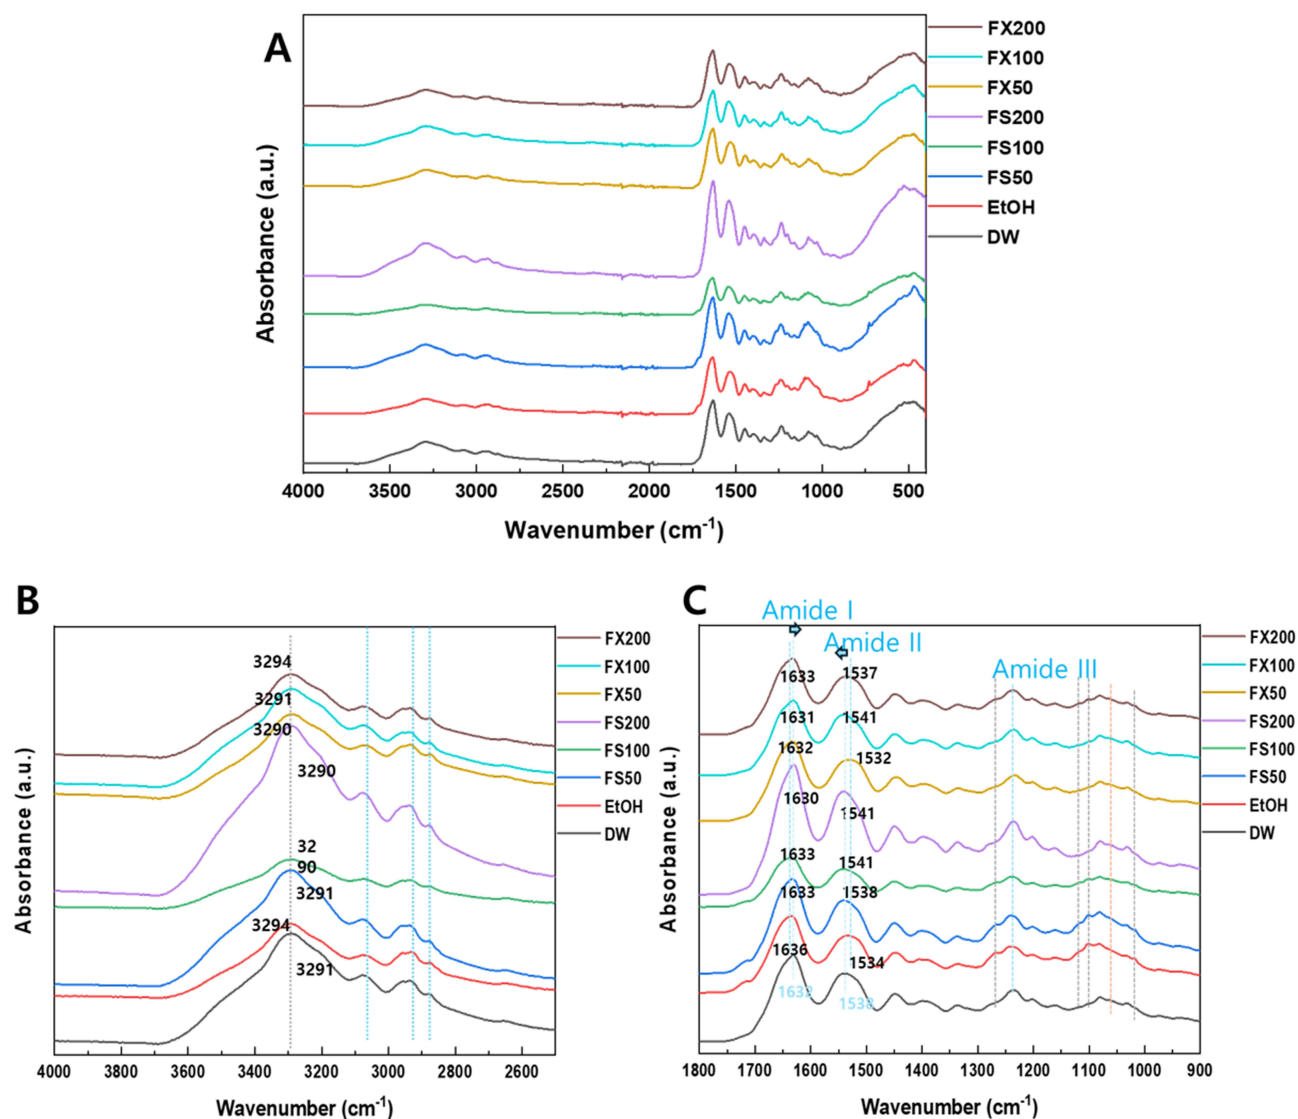 A
Absorbance (a.u.)
FX200
FX100
FX50
FS200
FS100
FS50
EtOH
DW
4000 3500 3000 2500 2000 1500 1000 500
Wavenumber (cm-1)
B
Absorbance (a.u.)
3294
3291
3290
3290
32
90
3291
3294
3291
FX200
FX100
FX50
FS200
FS100
FS50
EtOH
DW
4000 3800 3600 3400 3200 3000 2800 2600
Wavenumber (cm-1)
C
Amide I
Amide II
Amide III
Absorbance (a.u.)
1633 1537
1631 1541
1632 1532
1630 1541
1633 1541
1633 1538
1636 1534
1632 1538
FX200
FX100
FX50
FS200
FS100
FS50
EtOH
DW
1800 1700 1600 1500 1400 1300 1200 1100 1000 900
Wavenumber (cm-1)